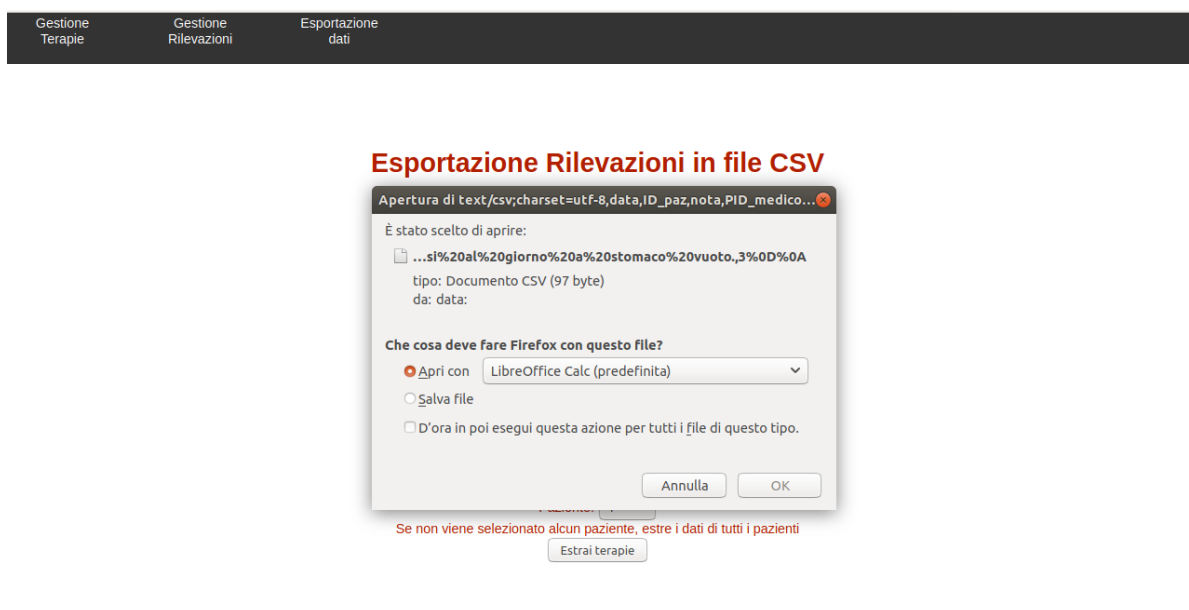 Gestione Terapie
Gestione Rilevazioni
Esportazione dati
Esportazione Rilevazioni in file CSV
Apertura di text/csv;charset=utf-8,data,ID_paz,nota,PID_medico...
È stato scelto di aprire:
...si%20al%20giorno%20a%20stomaco%20vuoto.,3%0D%0A
tipo: Documento CSV (97 byte)
da: data:
Che cosa deve fare Firefox con questo file?
Apri con LibreOffice Calc (predefinita)
Salva file
D'ora in poi esegui questa azione per tutti i file di questo tipo.
Annulla OK
Se non viene selezionato alcun paziente, estre i dati di tutti i pazienti
Estrai terapie